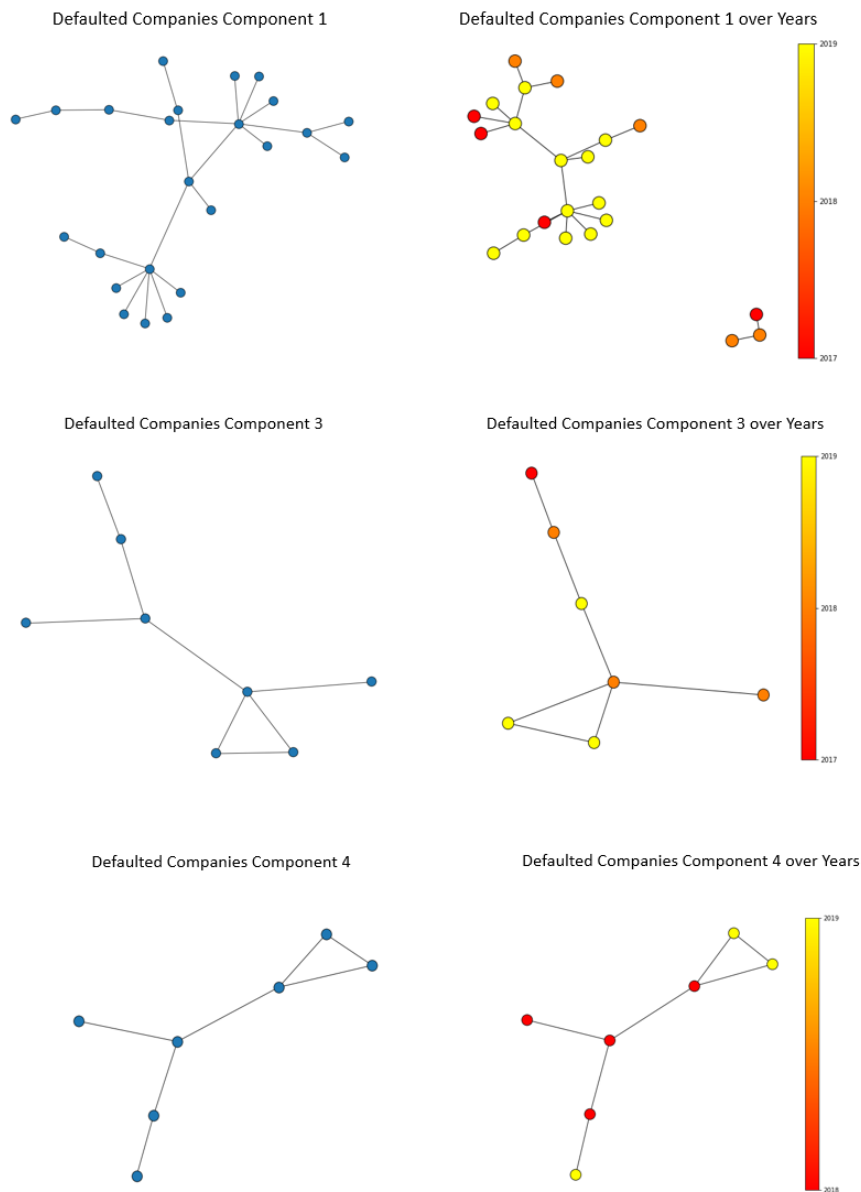 Defaulted Companies Component 1
Defaulted Companies Component 1 over Years
2019
2018
2017
Defaulted Companies Component 3
Defaulted Companies Component 3 over Years
2019
2018
2017
Defaulted Companies Component 4
Defaulted Companies Component 4 over Years
2019
2018